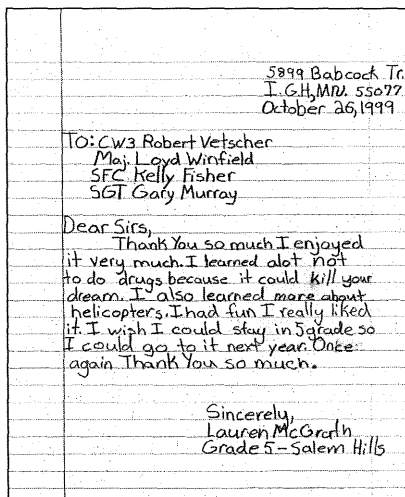 5899 Babcock Tr.
I.G.H, MN. 55077
October 26, 1999
TO: CW3 Robert Vetscher
Maj. Loyd Winfield
SFC Kelly Fisher
SGT Gary Murray
Dear Sirs,
Thank You so much I enjoyed
it very much. I learned alot not
to do drugs because it could kill your
dream. I also learned more about
helicopters. I had fun I really liked
it. I wish I could stay in 5grade so
I could go to it next year. Once
again Thank You so much.
Sincerely,
Lauren McGrath
Grade 5 - Salem Hills